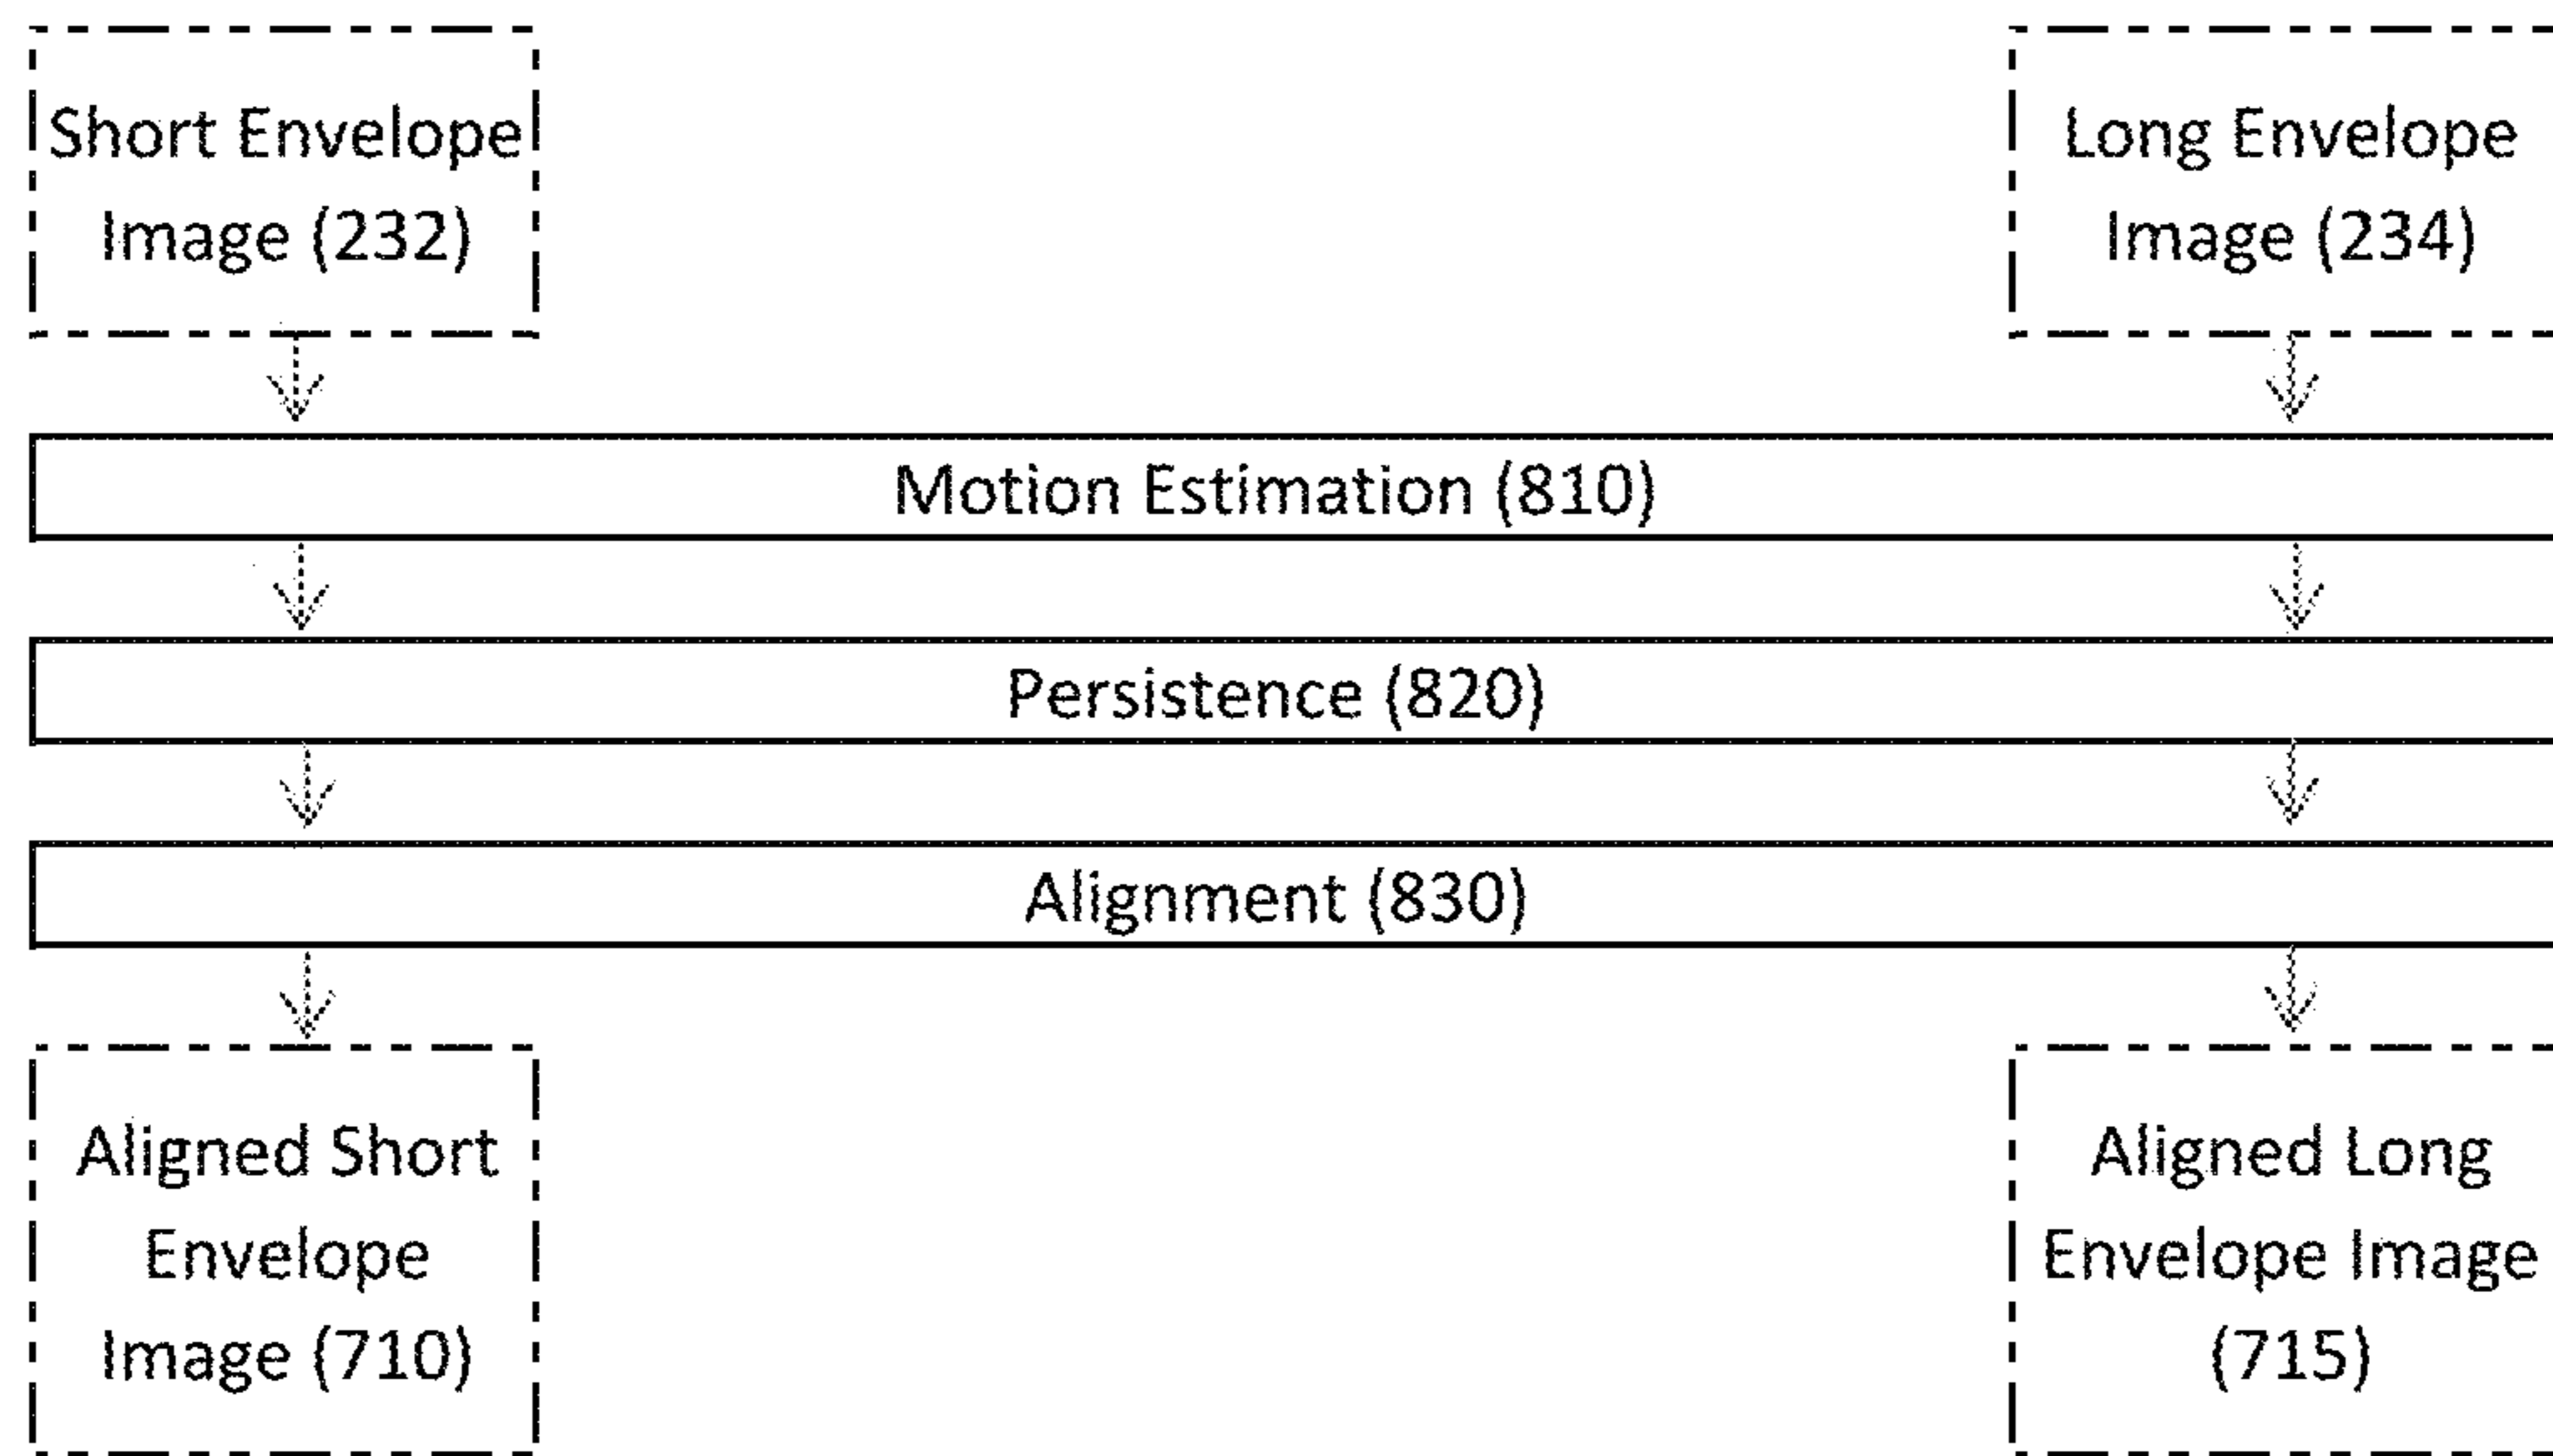 Short Envelope
Image (232)
Long Envelope
Image (234)
Motion Estimation (810)
Persistence (820)
Alignment (830)
Aligned Short
Envelope
Image (710)
Aligned Long
Envelope Image
(715)